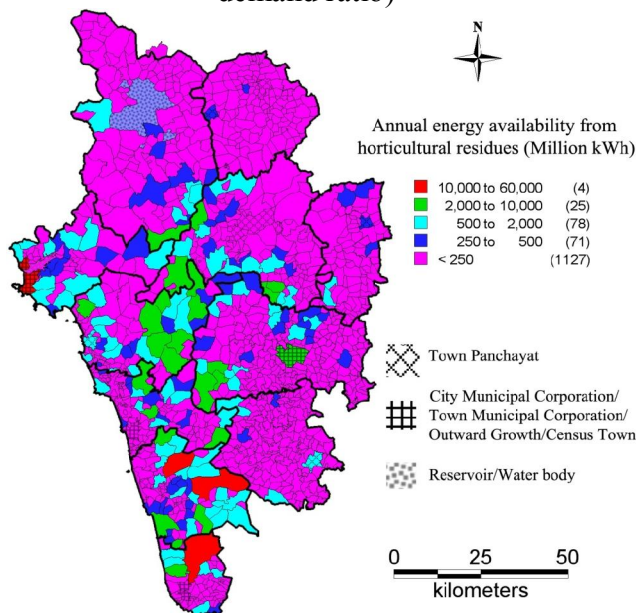 demand ratio)
N
Annual energy availability from
horticultural residues (Million kWh)
10,000 to 60,000 (4)
2,000 to 10,000 (25)
500 to 2,000 (78)
250 to 500 (71)
< 250 (1127)
Town Panchayat
City Municipal Corporation/
Town Municipal Corporation/
Outward Growth/Census Town
Reservoir/Water body
0 25 50
kilometers